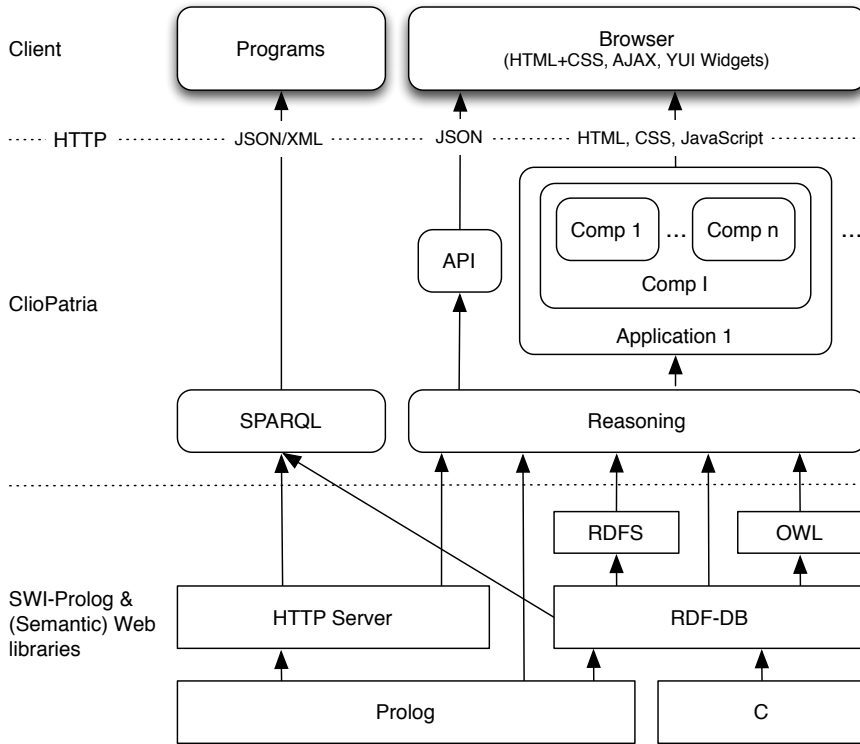 Client
Programs
Browser
(HTML+CSS, AJAX, YUI Widgets)
HTTP
JSON/XML
JSON
HTML, CSS, JavaScript
Comp 1
...
Comp n
...
API
Comp I
ClioPatria
Application 1
SPARQL
Reasoning
RDFS
OWL
SWI-Prolog &
(Semantic) Web
libraries
HTTP Server
RDF-DB
Prolog
C